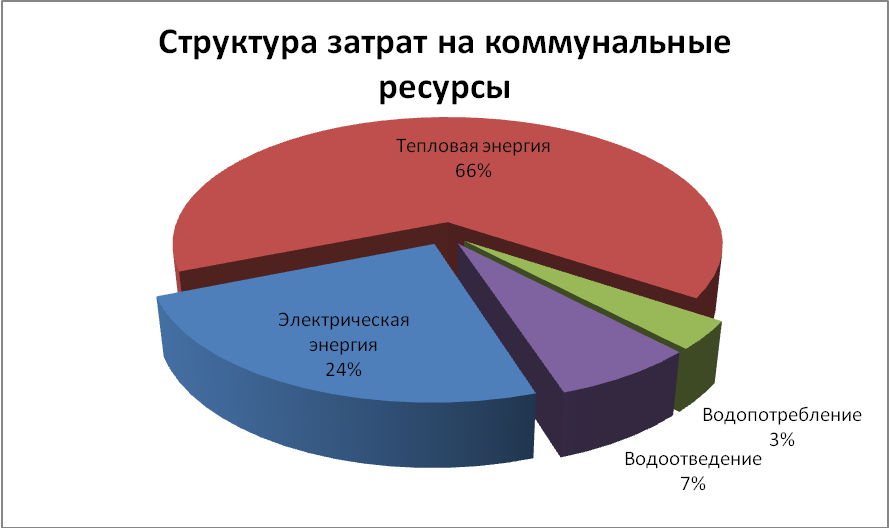 Структура затрат на коммунальные
ресурсы
Тепловая энергия
66%
Электрическая
энергия
24%
Водопотребление
3%
Водоотведение
7%